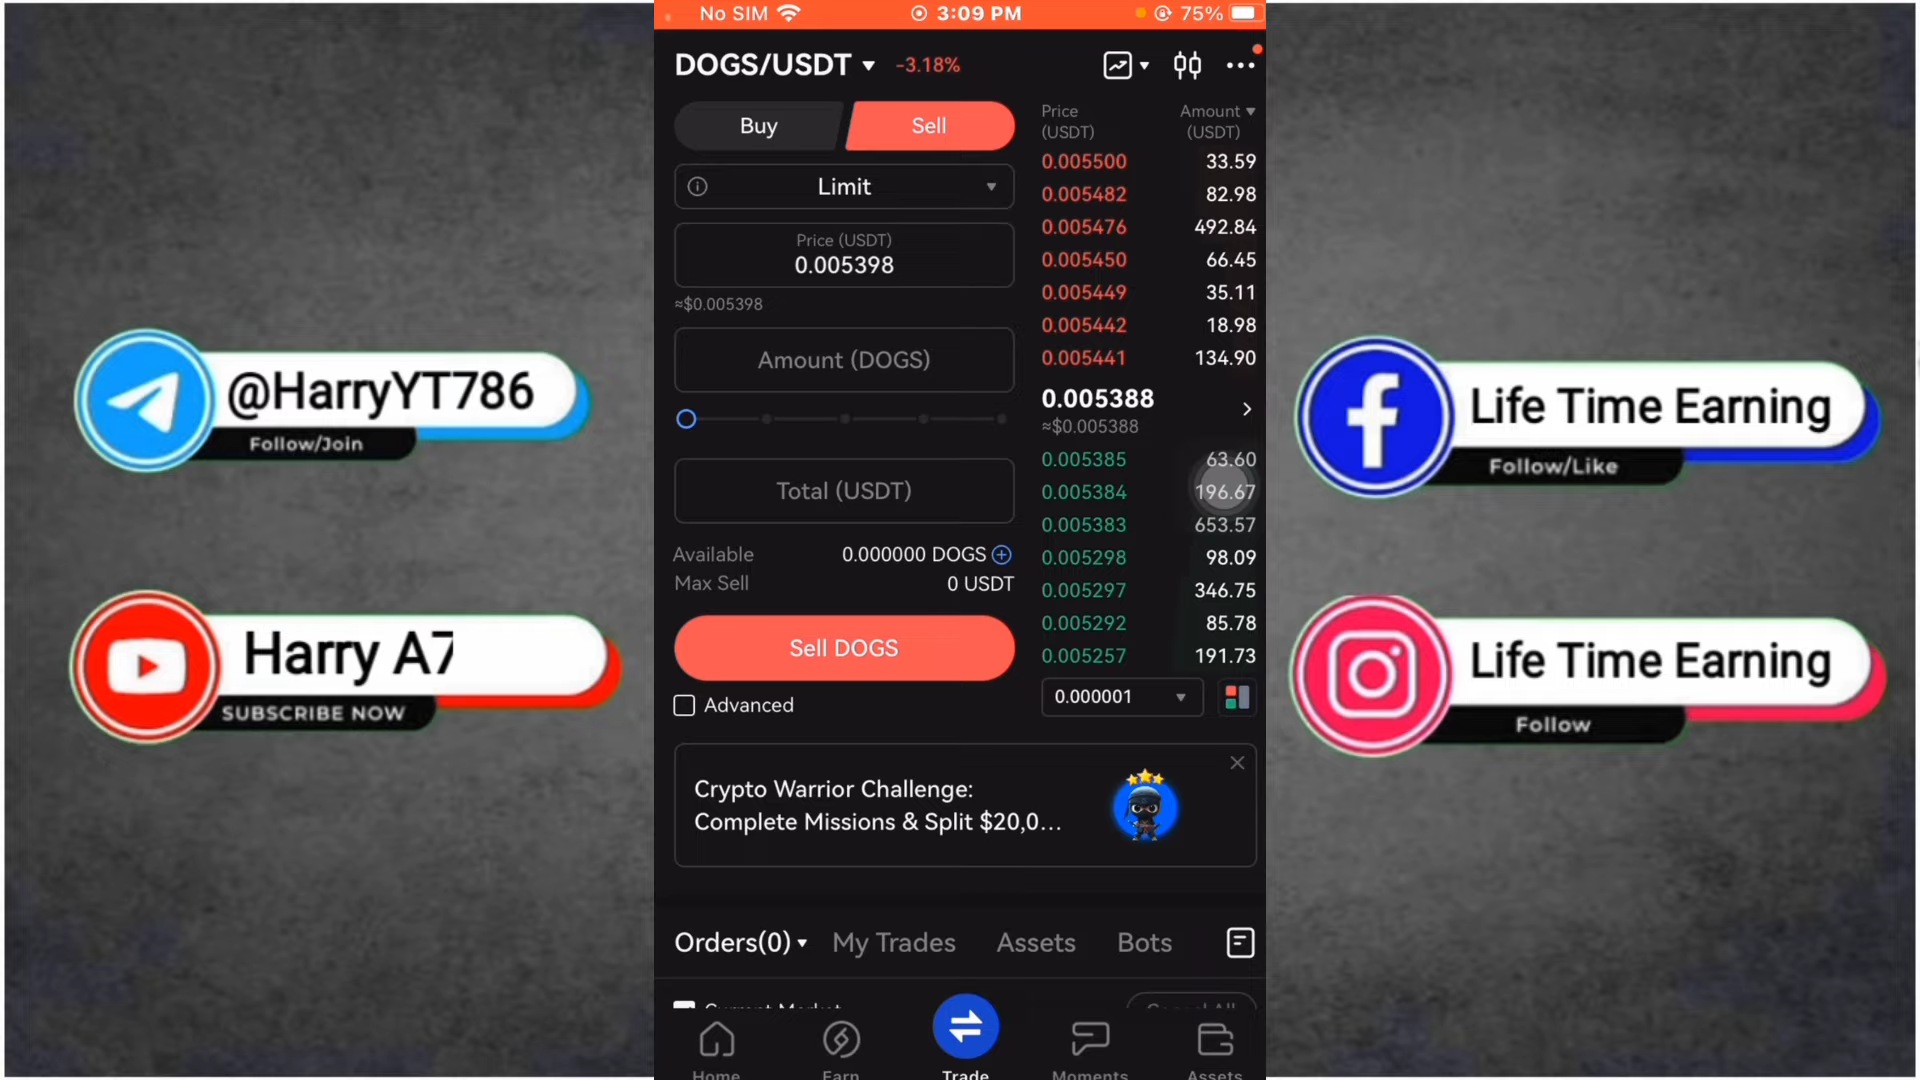 No SIM
3:09 PM
75%
DOGS/USDT
-3.18%
Buy
Sell
Limit
Price (USDT)
0.005398
≈$0.005398
Amount (DOGS)
Total (USDT)
Available
0.000000 DOGS
Max Sell
0 USDT
Sell DOGS
Advanced
Price (USDT)
Amount (USDT)
0.005500 33.59
0.005482 82.98
0.005476 492.84
0.005450 66.45
0.005449 35.11
0.005442 18.98
0.005441 134.90
0.005388
≈$0.005388
0.005385 63.60
0.005384 196.67
0.005383 653.57
0.005298 98.09
0.005297 346.75
0.005292 85.78
0.005257 191.73
0.000001
Crypto Warrior Challenge:
Complete Missions & Split $20,0...
Orders(0)
My Trades
Assets
Bots
Current Market
Cancel All
Home
Earn
Trade
Moments
Assets
@HarryYT786
Follow/Join
Harry A7
SUBSCRIBE NOW
Life Time Earning
Follow/Like
Life Time Earning
Follow